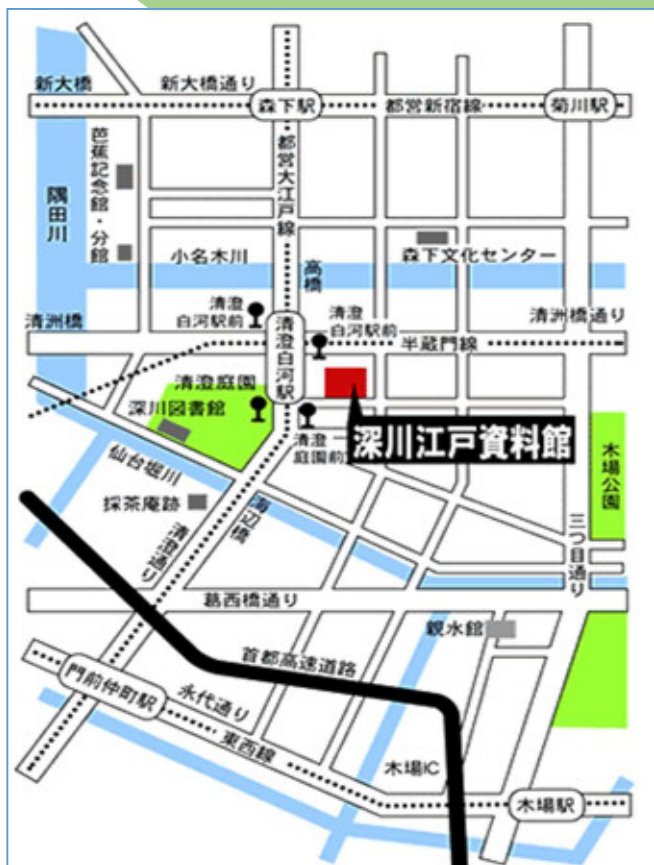 新大橋
新大橋通り
森下駅
都営新宿線
菊川駅
芭蕉記念館・分館
隅田川
都営大江戸線
小名木川
高橋
森下文化センター
清洲橋
清澄
白河駅前
清澄
白河駅前
清洲橋通り
半蔵門線
清澄白河駅
清澄庭園
深川図書館
清澄
庭園前
深川江戸資料館
木場公園
仙台堀川
採茶庵跡
海辺橋
清澄通り
三つ目通り
葛西橋通り
親水館
首都高速道路
門前仲町駅
永代通り
東西線
木場IC
木場駅